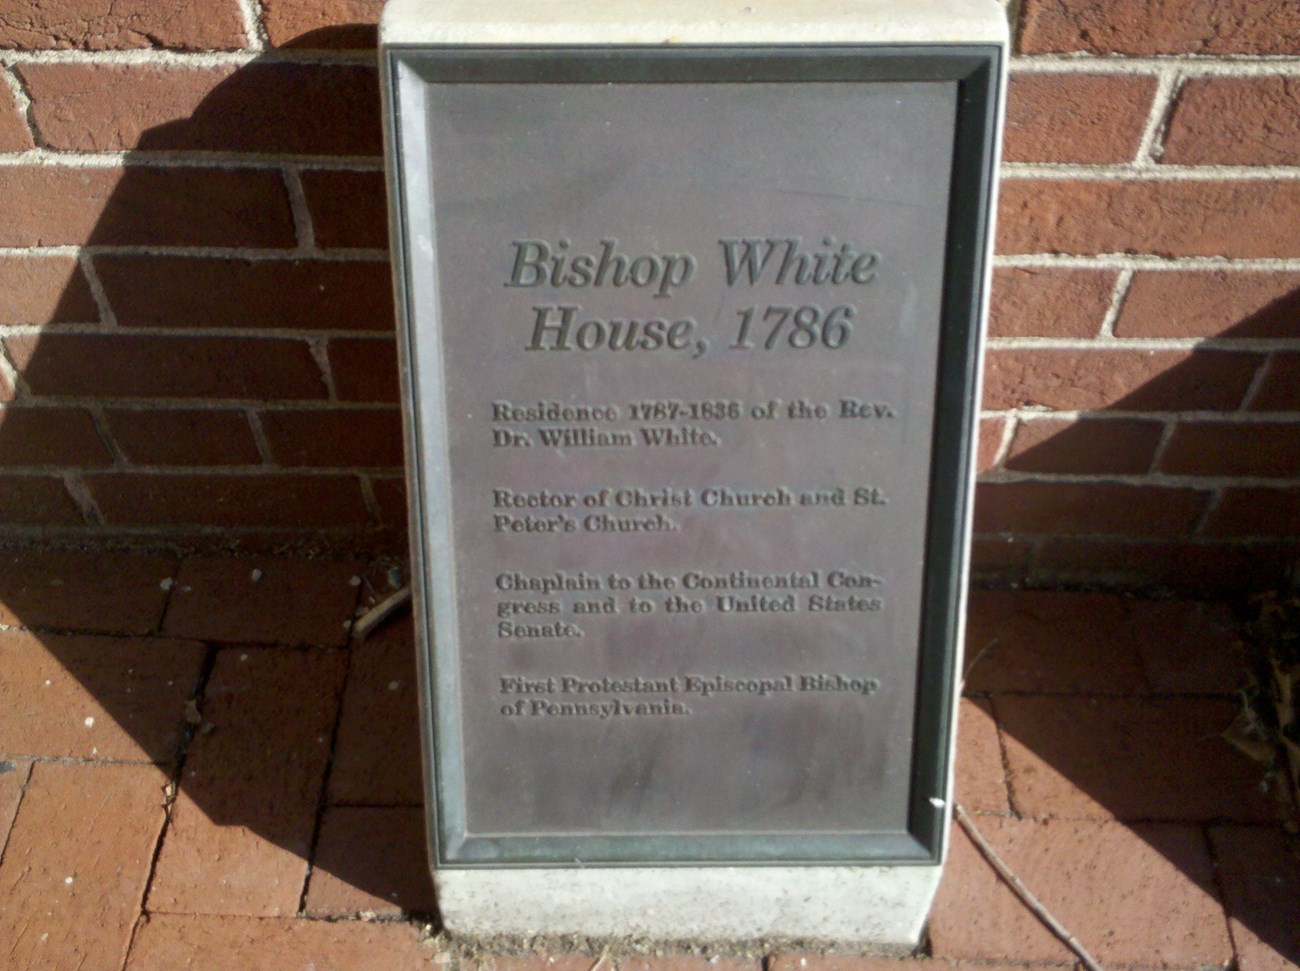 Bishop White
House, 1786
Residence 1787-1836 of the Rev.
Dr. William White.
Rector of Christ Church and St.
Peter's Church.
Chaplain to the Continental Con-
gress and to the United States
Senate.
First Protestant Episcopal Bishop
of Pennsylvania.